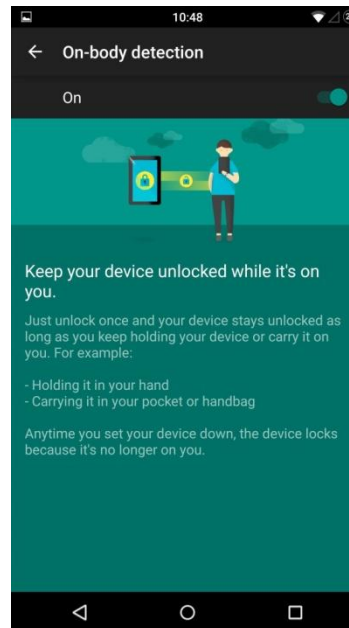 10:48
On-body detection
On
Keep your device unlocked while it's on
you.
Just unlock once and your device stays unlocked as
long as you keep holding your device or carry it on
you. For example:
- Holding it in your hand
- Carrying it in your pocket or handbag
Anytime you set your device down, the device locks
because it's no longer on you.